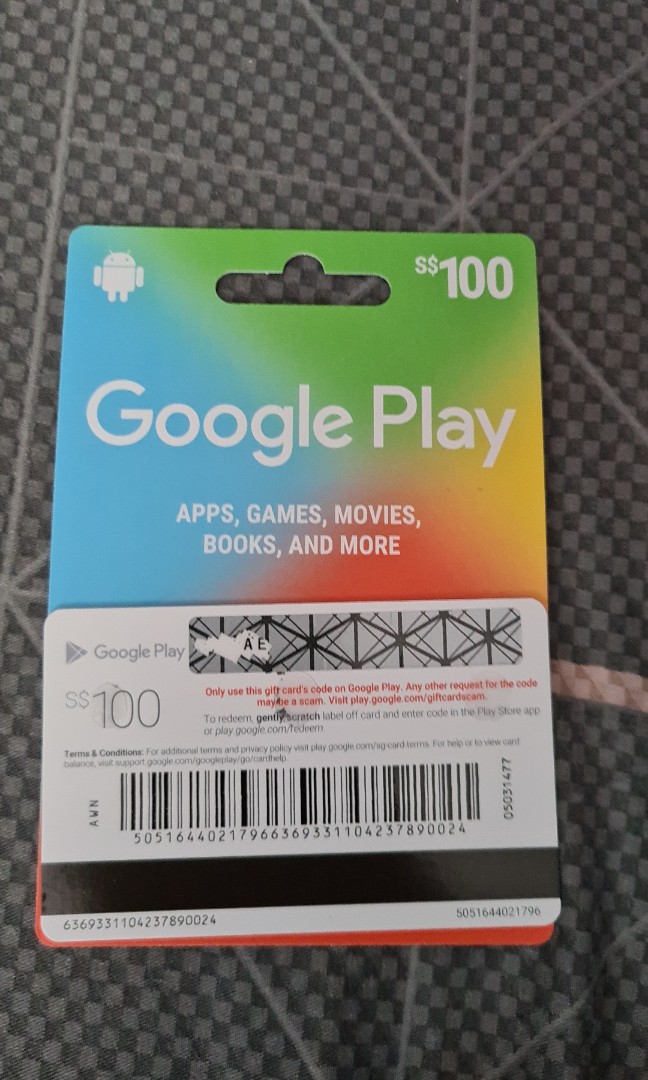 S$100
Google Play
APPS, GAMES, MOVIES,
BOOKS, AND MORE
Google Play
A E
S$100
Only use this gift card's code on Google Play. Any other request for the code
may be a scam. Visit play.google.com/giftcardscam.
To redeem, gently scratch label off card and enter code in the Play Store app
or play.google.com/redeem
Terms & Conditions: For additional terms and privacy policy visit play.google.com/sg-card-terms. For help or to view card
balance, visit support.google.com/googleplay/go/cardhelp.
AWN
05031477
50516440217966369331104237890024
6369331104237890024
5051644021796